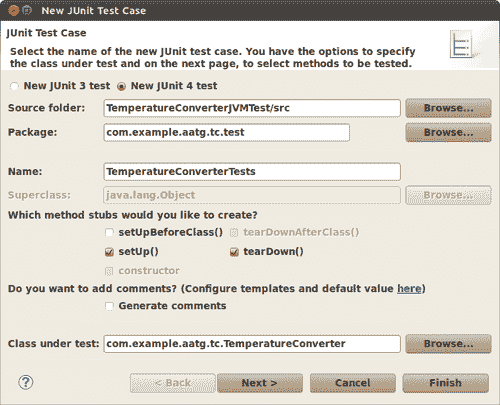 New JUnit Test Case
JUnit Test Case
Select the name of the new JUnit test case. You have the options to specify
the class under test and on the next page, to select methods to be tested.
New JUnit 3 test New JUnit 4 test
Source folder: TemperatureConverterJVMTest/src Browse...
Package: com.example.aatg.tc.test Browse...
Name: TemperatureConverterTests
Superclass: java.lang.Object Browse...
Which method stubs would you like to create?
setUpBeforeClass() tearDownAfterClass()
setUp() tearDown()
constructor
Do you want to add comments? (Configure templates and default value here)
Generate comments
Class under test: com.example.aatg.tc.TemperatureConverter Browse...
? < Back Next > Cancel Finish